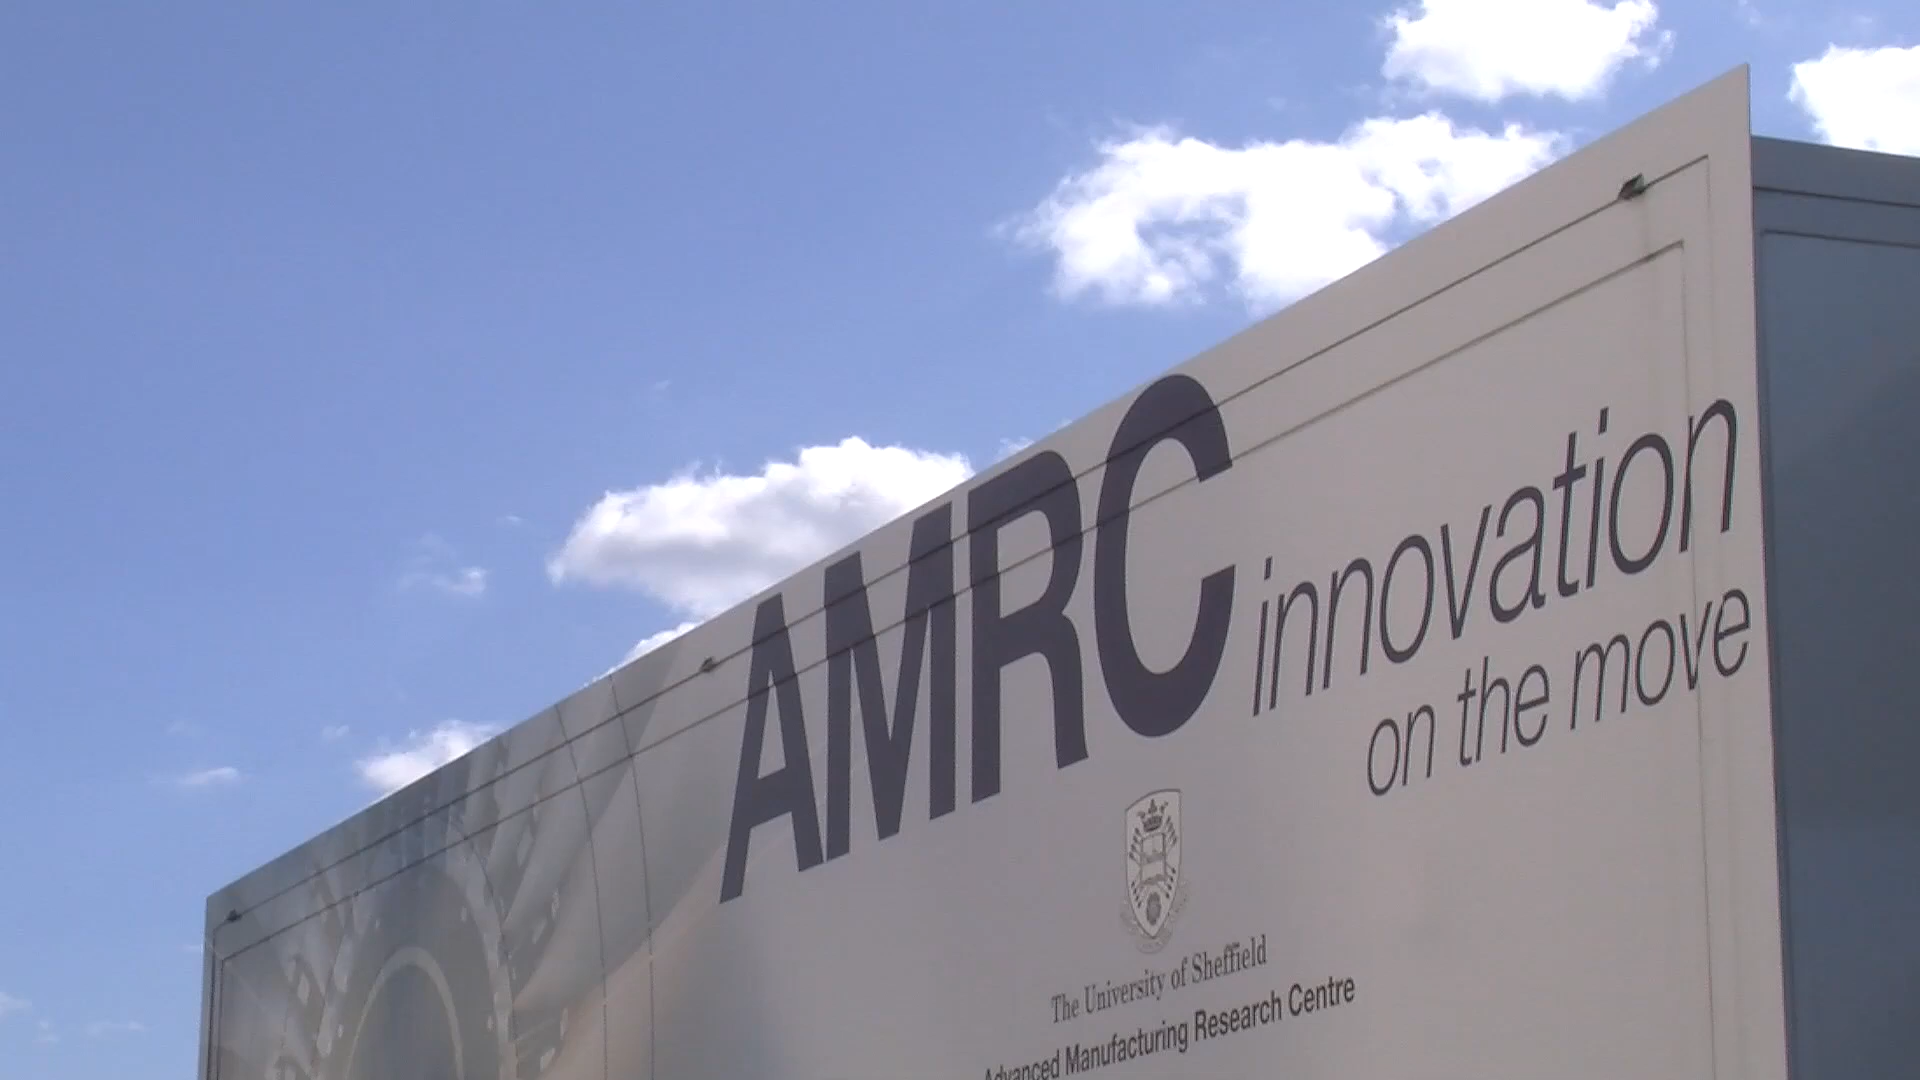 AMRC innovation
on the move
The University of Sheffield
Advanced Manufacturing Research Centre